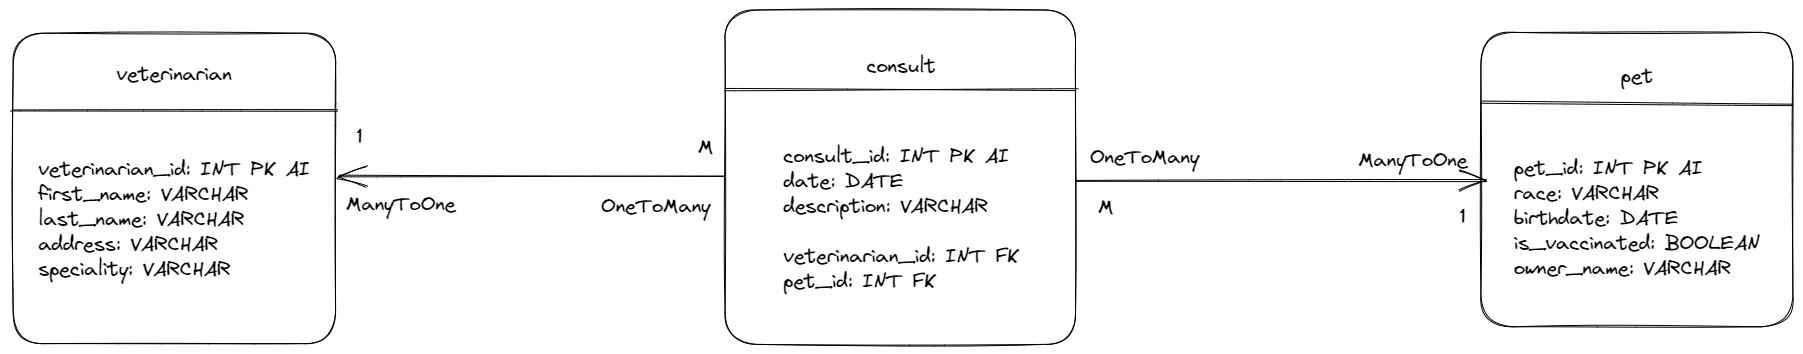 veterinarian
veterinarian_id: INT PK AI
first_name: VARCHAR
last_name: VARCHAR
address: VARCHAR
speciality: VARCHAR
1
ManyToOne
M
OneToMany
consult
consult_id: INT PK AI
date: DATE
description: VARCHAR
veterinarian_id: INT FK
pet_id: INT FK
OneToMany
M
ManyToOne
1
pet
pet_id: INT PK AI
race: VARCHAR
birthdate: DATE
is_vaccinated: BOOLEAN
owner_name: VARCHAR